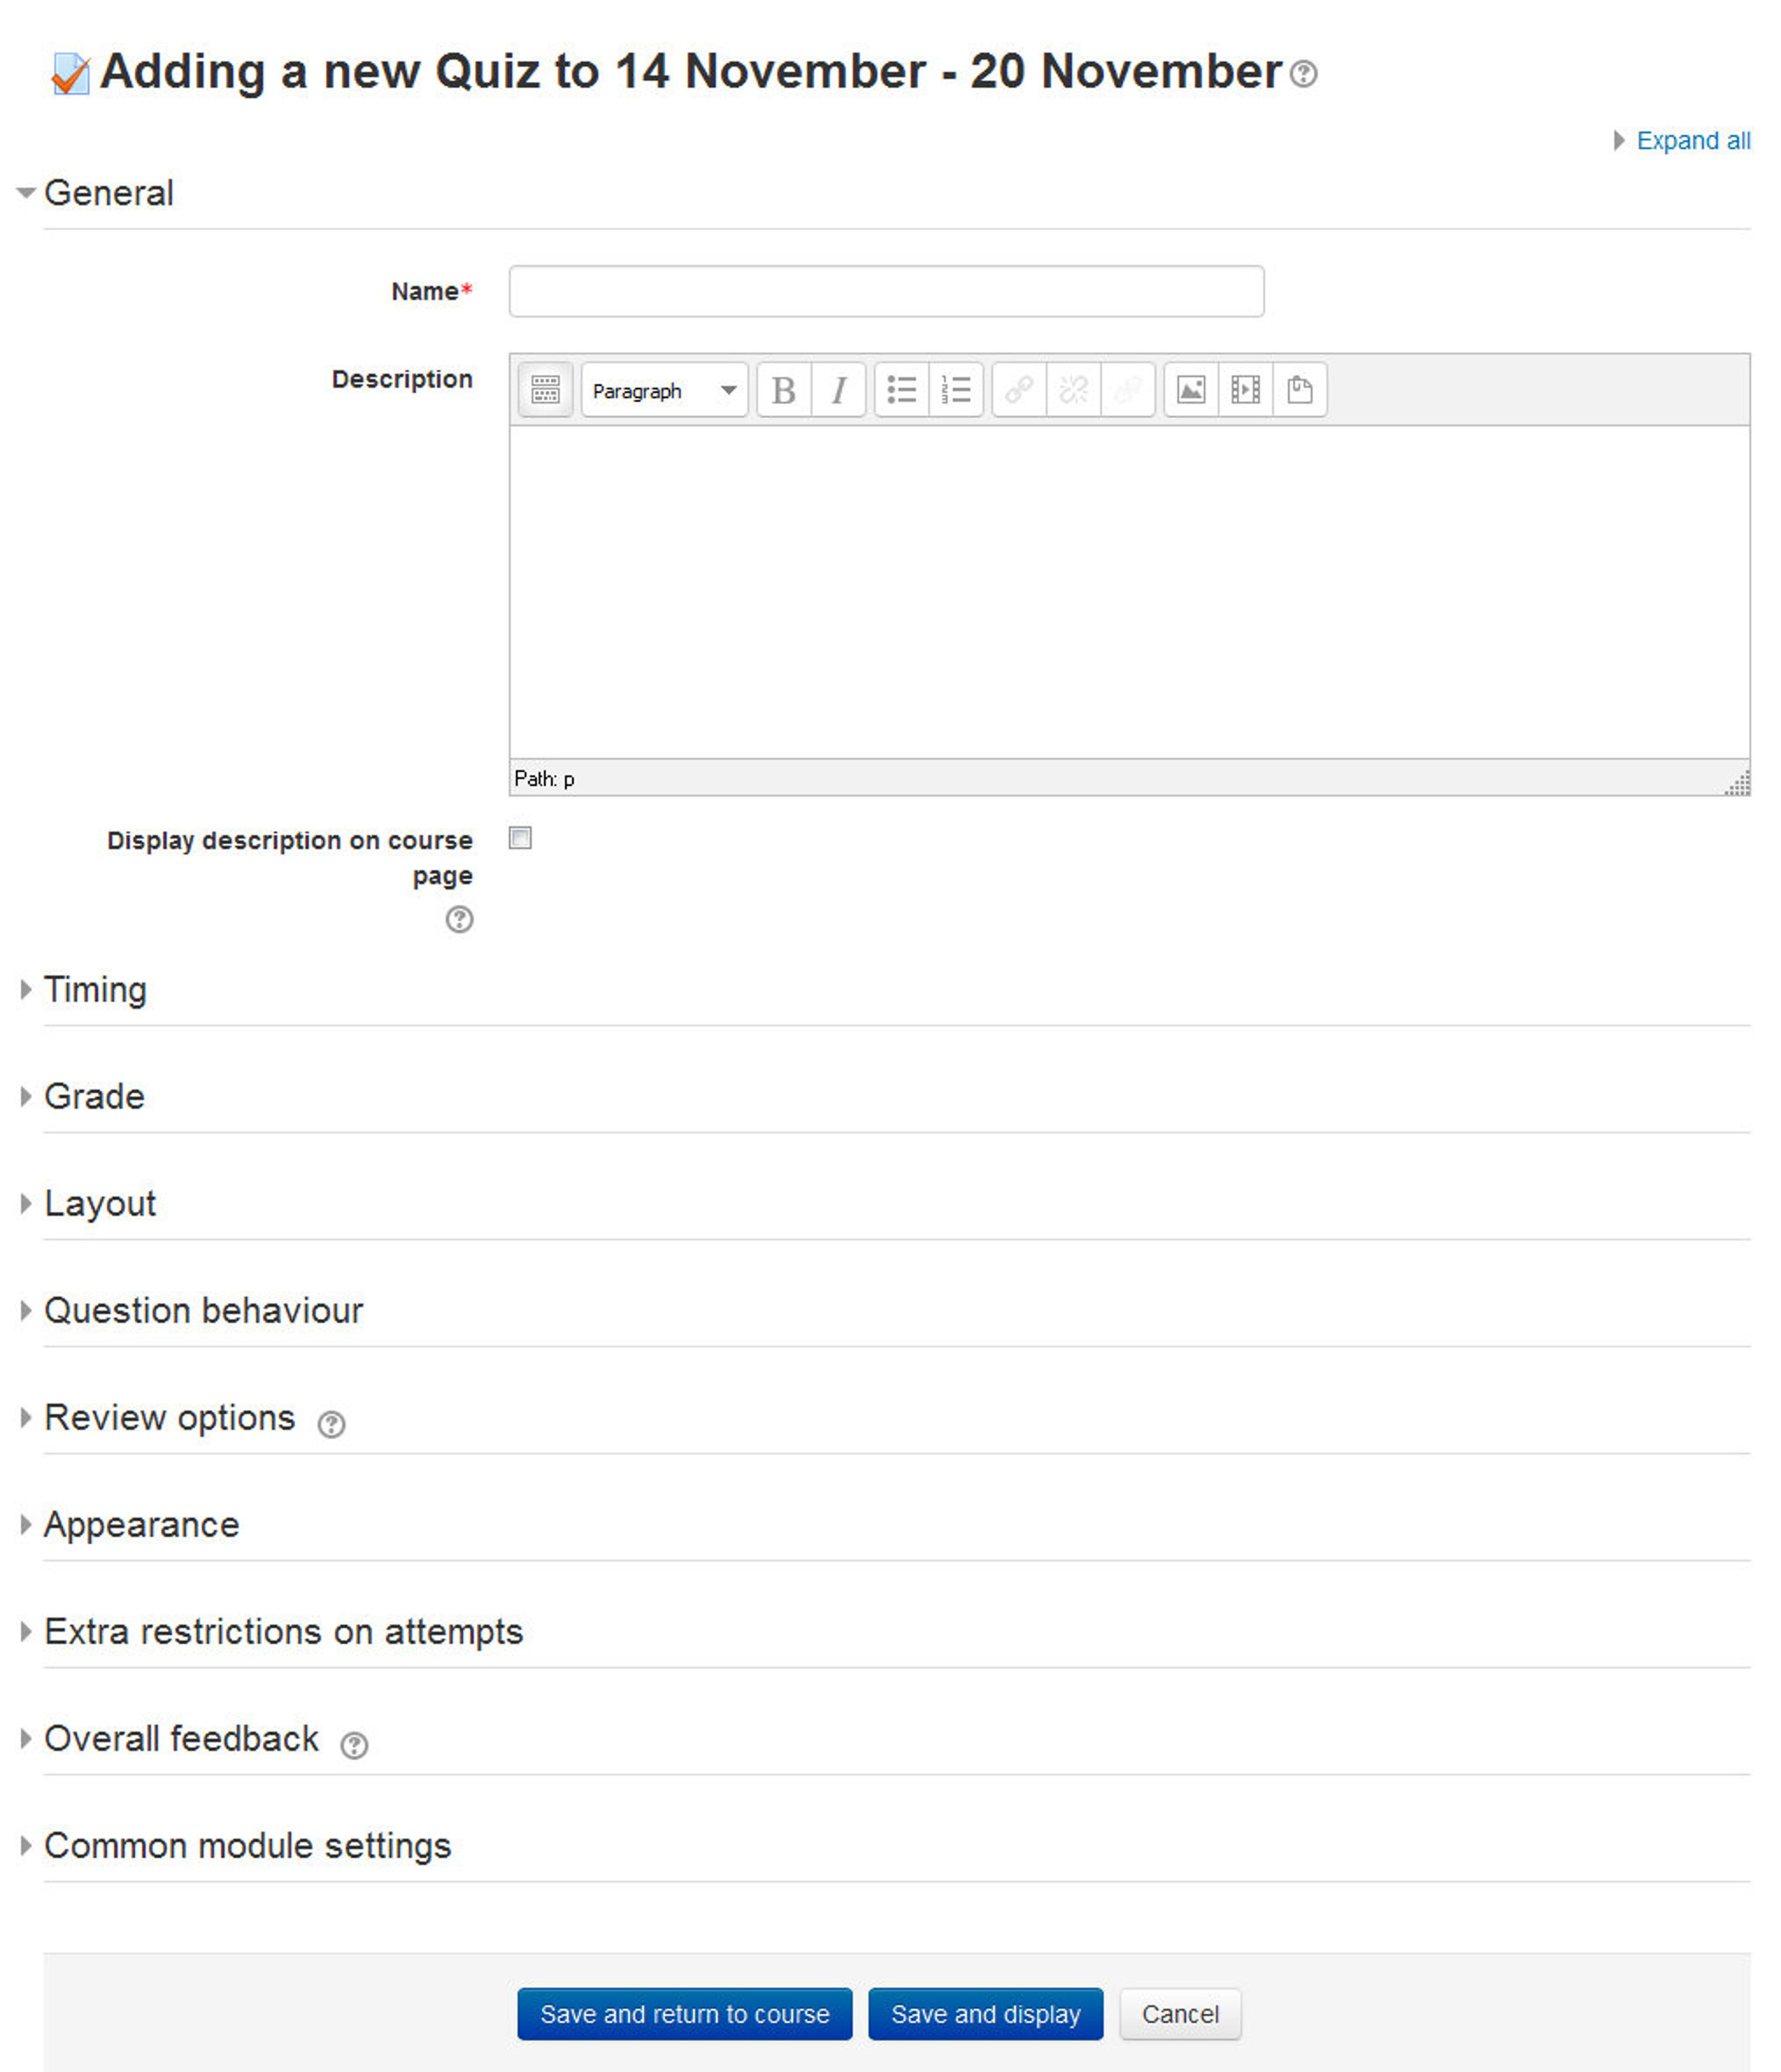 Adding a new Quiz to 14 November - 20 November
Expand all
General
Name*
Description
Paragraph
B I
Path: p
Display description on course
page
Timing
Grade
Layout
Question behaviour
Review options
Appearance
Extra restrictions on attempts
Overall feedback
Common module settings
Save and return to course Save and display Cancel